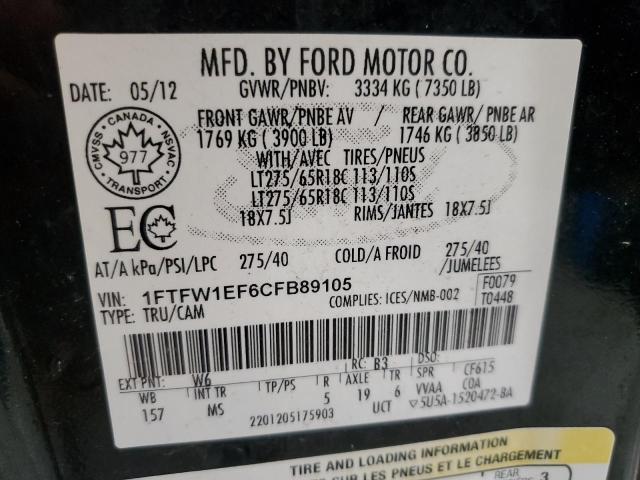 MFD. BY FORD MOTOR CO.
DATE: 05/12 GVWR/PNBV: 3334 KG ( 7350 LB)
FRONT GAWR/PNBE AV / REAR GAWR/ PNBE AR
1769 KG ( 3900 LB) 1746 KG ( 3850 LB)
WITH/AVEC TIRES/PNEUS
LT275/65R18C 113/110S
LT275/65R18C 113/110S
18X7.5J RIMS/JANTES 18X7.5J
CANADA
CMVSS NSVAC
977
TRANSPORT
EC
AT/A kPa/PSI/LPC 275/40 COLD/A FROID 275/40
/JUMELEES
VIN: 1FTFW1EF6CFB89105 COMPLIES: ICES/NMB-002 F0079
TYPE: TRU/CAM T0448
EXT PNT: W6 RC: B3 DSO:
WB INT TR TP/PS R AXLE TR SPR CF615
157 MS 5 19 6 VVAA COA
2201205175903 UCT 5U5A-1520472-BA
TIRE AND LOADING INFORMATION
SUR LES PNEUS ET LE CHARGEMENT
REAR 3